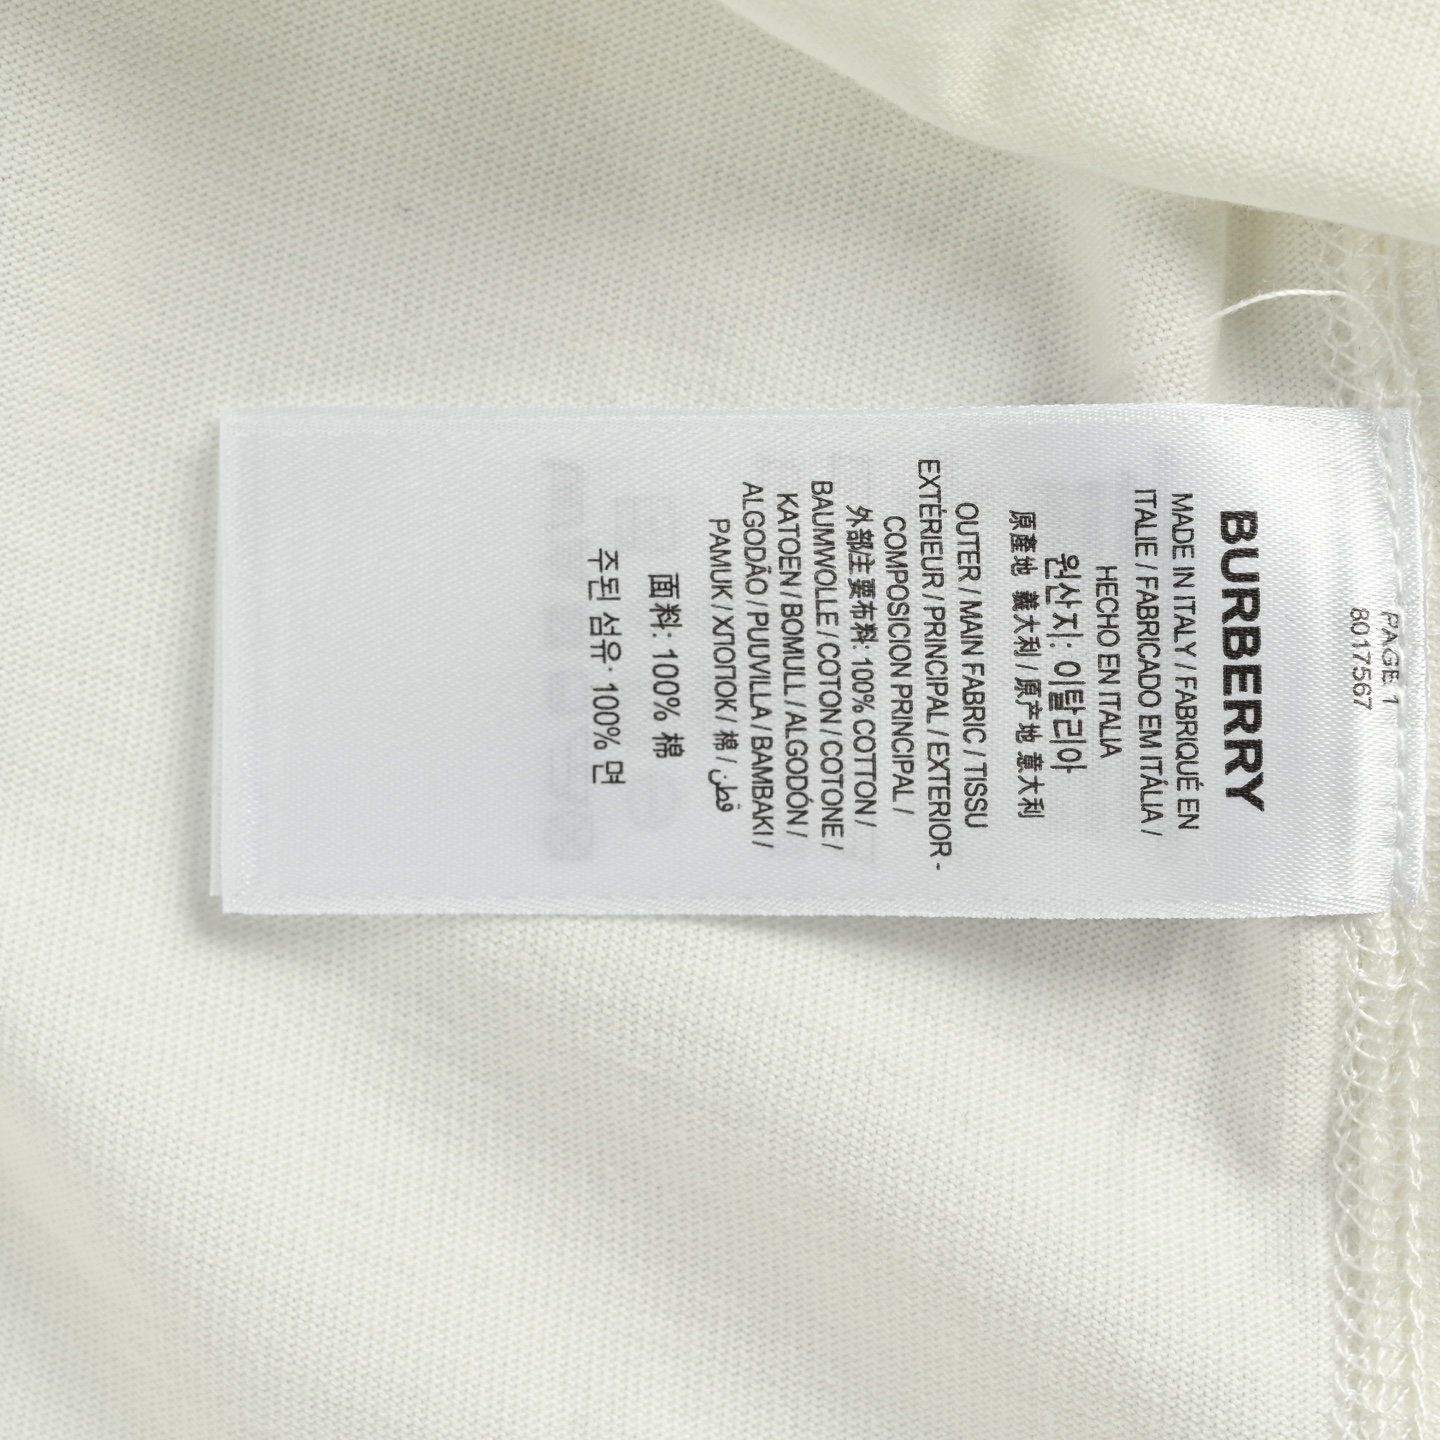 PAGE 1
8017567
BURBERRY
MADE IN ITALY / FABRIQUÉ EN
ITALIE / FABRICADO EM ITÁLIA /
HECHO EN ITALIA
원산지: 이탈리아
原產地 義大利 / 原产地 意大利
OUTER / MAIN FABRIC / TISSU
EXTÉRIEUR / PRINCIPAL / EXTERIOR -
COMPOSICION PRINCIPAL /
外部/主要布料: 100% COTTON /
BAUMWOLLE / COTON / COTONE /
KATOEN / BOMULL / ALGODÓN /
ALGODÃO / PUUVILLA / BAMBAKI /
PAMUK / ХПОПОК / 棉 / قطن
面料: 100% 棉
주된 섬유: 100% 면